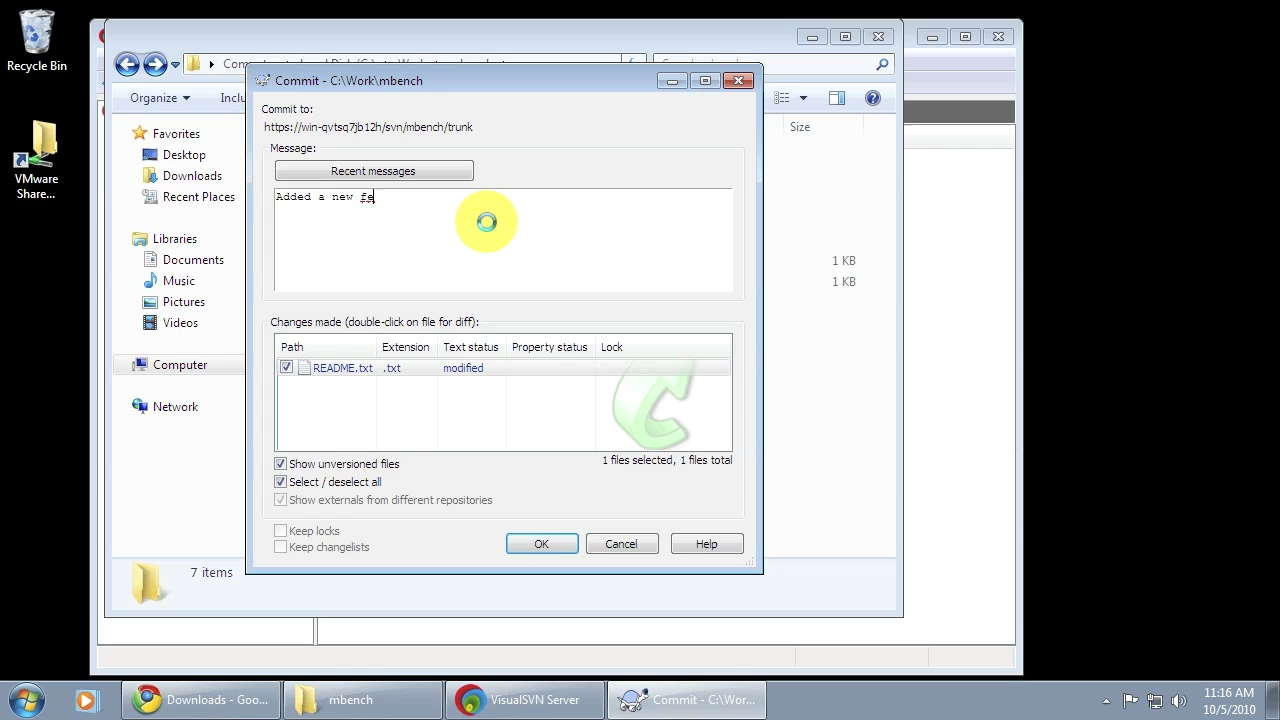 Recycle Bin
VMware
Share...
Commit - C:\Work\mbench
Organize
Inclu
Size
Commit to:
https://win-qvtsq7jb12h/svn/mbench/trunk
Message:
Recent messages
Added a new fe
Favorites
Desktop
Downloads
Recent Places
Libraries
Documents
Music
Pictures
Videos
Computer
Network
1 KB
1 KB
Changes made (double-click on file for diff):
Path Extension Text status Property status Lock
README.txt .txt modified
1 files selected, 1 files total
Show unversioned files
Select / deselect all
Show externals from different repositories
Keep locks
Keep changelists
OK Cancel Help
7 items
Downloads - Goo...
mbench
VisualSVN Server
Commit - C:\Wor...
11:16 AM
10/5/2010